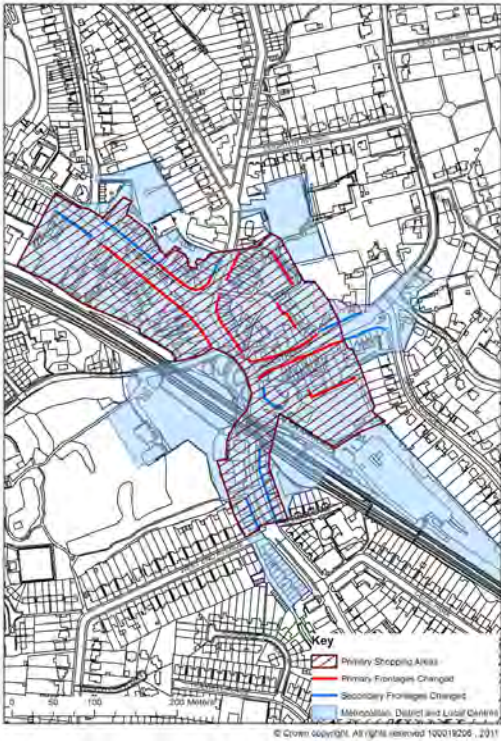 Key
Primary Shopping Areas
Primary Frontages Changed
Secondary Frontages Changed
Metropolitan, District and Local Centres
0 50 100 200 Meters
© Crown copyright. All rights reserved 100019206 , 201